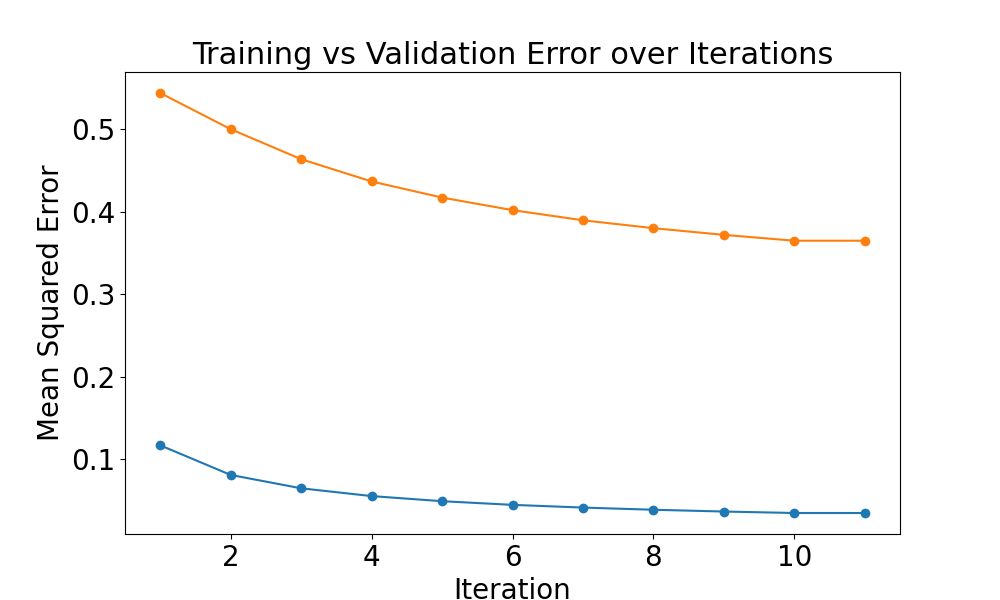 Training vs Validation Error over Iterations
Mean Squared Error
0.5
0.4
0.3
0.2
0.1
2 4 6 8 10
Iteration